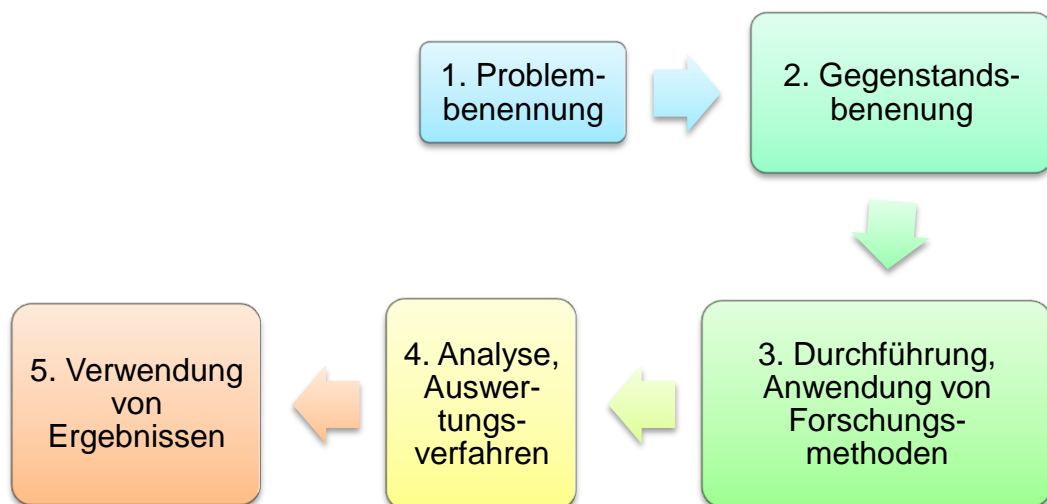 1. Problem-
benennung
2. Gegenstands-
benenung
3. Durchführung,
Anwendung von
Forschungs-
methoden
4. Analyse,
Auswer-
tungs-
verfahren
5. Verwendung
von
Ergebnissen